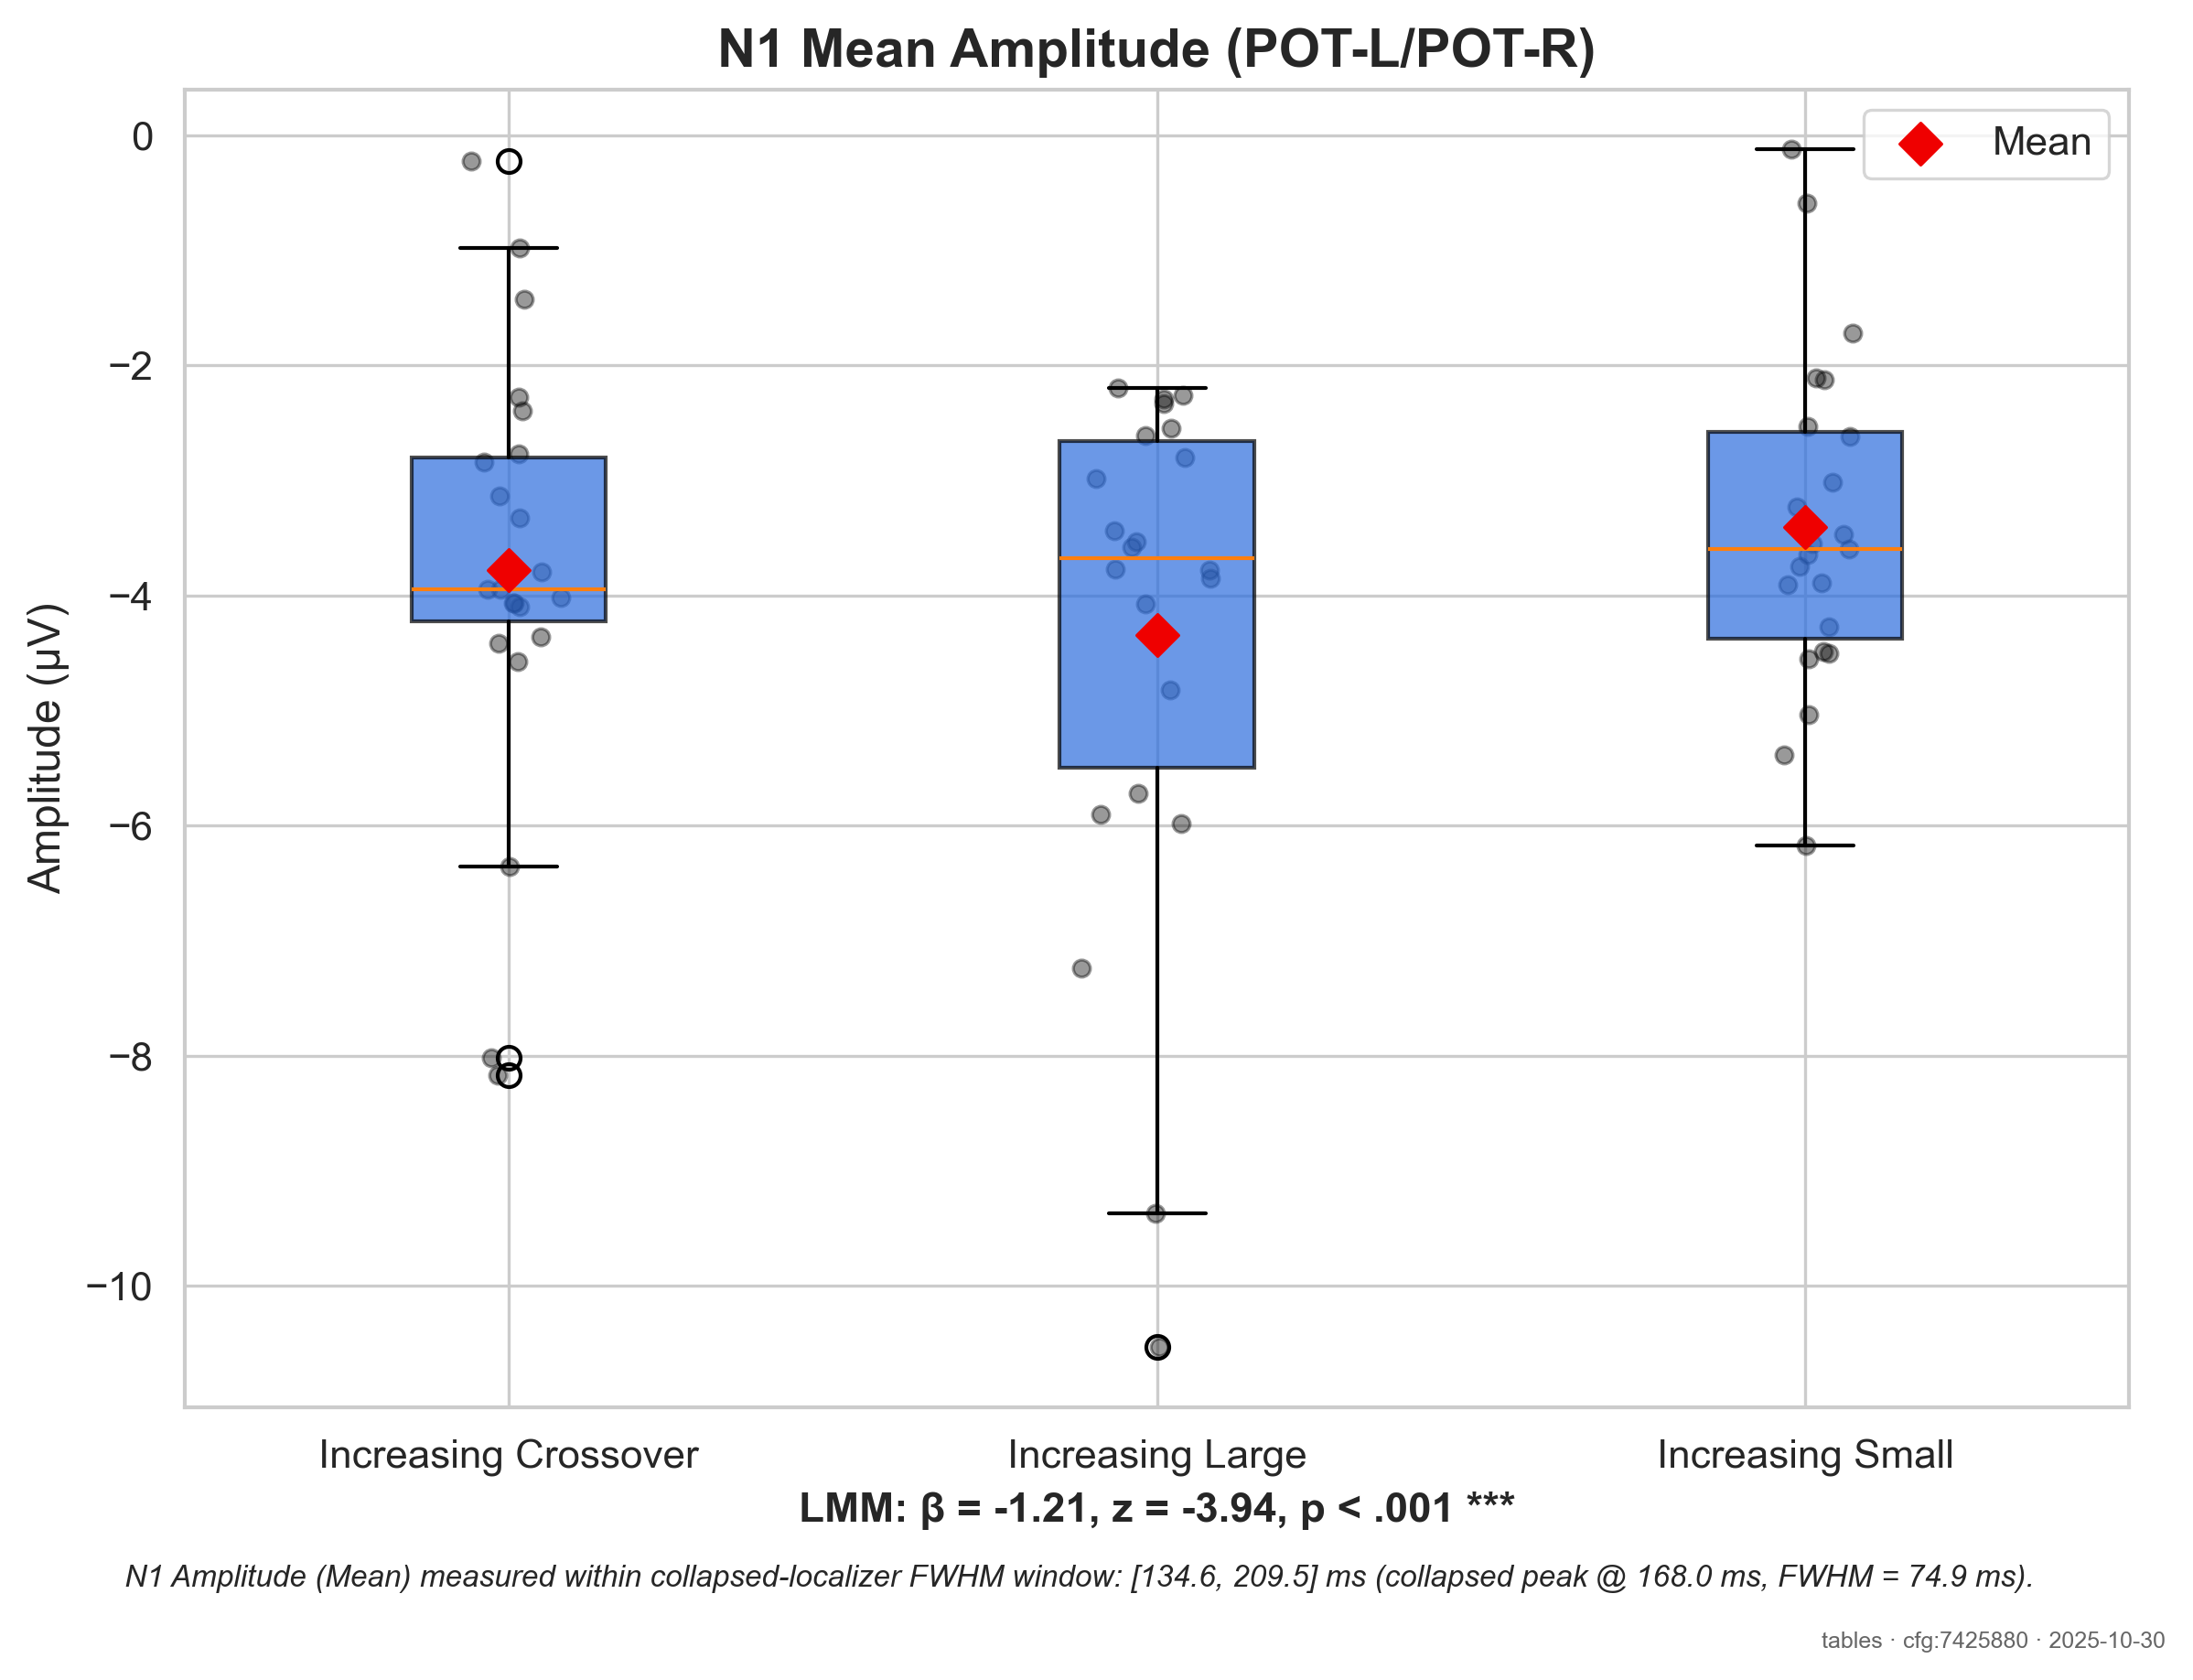 N1 Mean Amplitude (POT-L/POT-R)
Mean
0
−2
−4
−6
−8
−10
Amplitude (μV)
Increasing Crossover
Increasing Large
Increasing Small
LMM: β = -1.21, z = -3.94, p < .001 ***
N1 Amplitude (Mean) measured within collapsed-localizer FWHM window: [134.6, 209.5] ms (collapsed peak @ 168.0 ms, FWHM = 74.9 ms).
tables · cfg:7425880 · 2025-10-30